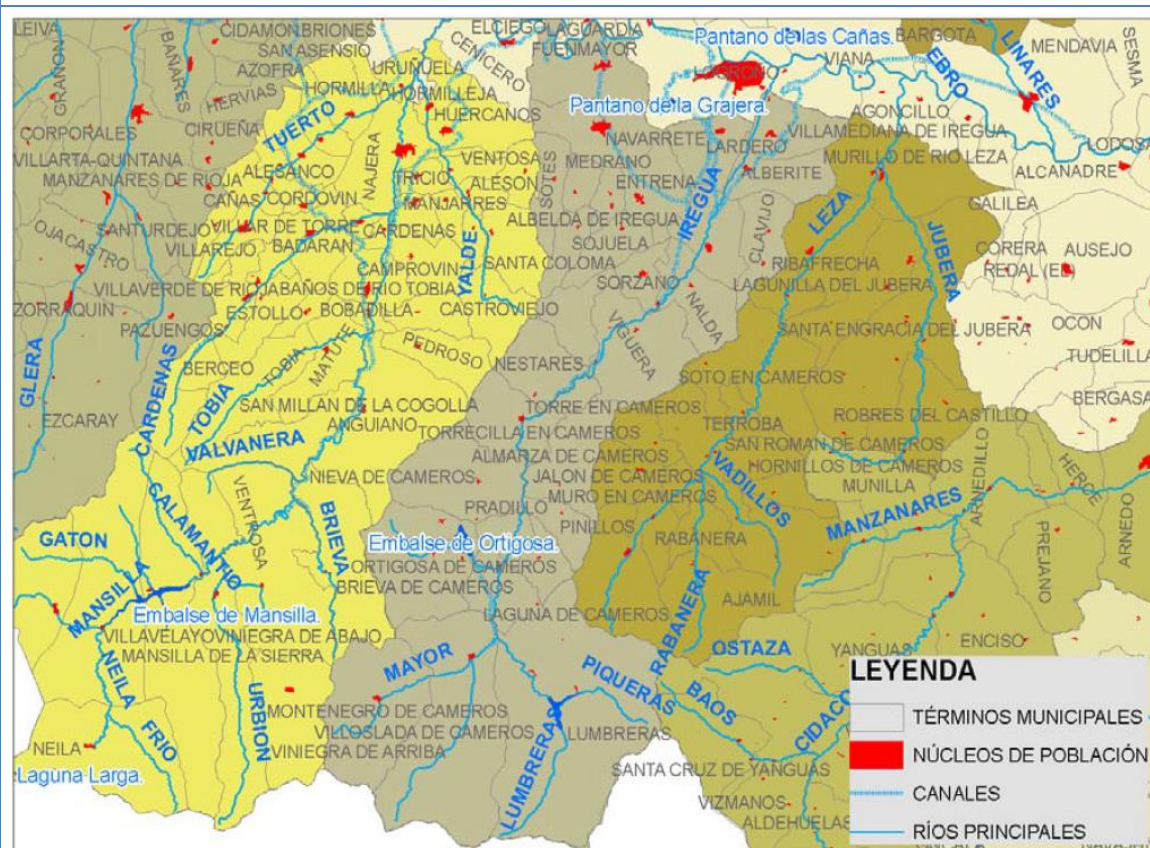 LEIVA
CIDAMON
BRIONES
ELCIEGO
LAGUARDIA
Pantano de las Cañas.
BARGOTA
LINARES
MENDAVIA
SESMA
GRAÑON
BAÑARES
SAN ASENSIO
CENICERO
FUENMAYOR
VIANA
EBRO
AZOFRA
URUÑUELA
LOGROÑO
HERVIAS
HORMILLA
HORMILLEJA
Pantano de la Grajera.
AGONCILLO
CORPORALES
CIRUEÑA
TUERTO
HUERCANOS
NAVARRETE
LARDERO
VILLAMEDIANA DE IREGUA
LODOSA
VILLARTA-QUINTANA
NAJERA
VENTOSA
SOTES
MEDRANO
MURILLO DE RIO LEZA
ALCANADRE
MANZANARES DE RIOJA
ALESANCO
TRICIO
ALESON
ENTRENA
ALBERITE
CAÑAS
CORDOVIN
MANJARRES
IREGUA
LEZA
GALILEA
OJACASTRO
SANTURDEJO
VILLAR DE TORRE
CARDENAS
ALBELDA DE IREGUA
CLAVIJO
JUBERA
VILLAREJO
BADARAN
YALDE
SOJUELA
CORERA
AUSEJO
CAMPROVIN
SANTA COLOMA
RIBAFRECHA
REDAL (EL)
ZORRAQUIN
VILLAVERDE DE RIOJA
BAÑOS DE RIO TOBIA
SORZANO
LAGUNILLA DEL JUBERA
PAZUENGOS
ESTOLLO
BOBADILLA
CASTROVIEJO
NALDA
SANTA ENGRACIA DEL JUBERA
OCON
GLERA
CARDENAS
BERCEO
TOBIA
MATUTE
PEDROSO
NESTARES
VIGUERA
TUDELILLA
TOBIA
SOTO EN CAMEROS
EZCARAY
SAN MILLAN DE LA COGOLLA
TORRE EN CAMEROS
ROBRES DEL CASTILLO
BERGASA
VALVANERA
ANGUIANO
TORRECILLA EN CAMEROS
TERROBA
SAN ROMAN DE CAMEROS
ALMARZA DE CAMEROS
HORNILLOS DE CAMEROS
ARNEDILLO
HERCE
NIEVA DE CAMEROS
JALON DE CAMEROS
VADILLOS
MUNILLA
CALAMANTIO
VENTROSA
PRADILLO
MURO EN CAMEROS
MANZANARES
ARNEDO
GATON
BRIEVA
PINILLOS
RABANERA
PREJANO
Embalse de Ortigosa.
ORTIGOSA DE CAMEROS
MANSILLA
BRIEVA DE CAMEROS
AJAMIL
Embalse de Mansilla.
LAGUNA DE CAMEROS
RABANERA
VILLAVELAYO
VINIEGRA DE ABAJO
OSTAZA
YANGUAS
ENCISO
MANSILLA DE LA SIERRA
MAYOR
PIQUERAS
NEILA
URBION
BAOS
FRIO
MONTENEGRO DE CAMEROS
CIDACO
VILLOSLADA DE CAMEROS
LUMBRERAS
LUMBRERAS
NEILA
VINIEGRA DE ARRIBA
Laguna Larga.
SANTA CRUZ DE YANGUAS
VIZMANOS
ALDEHUELAS
LEYENDA
TÉRMINOS MUNICIPALES
NÚCLEOS DE POBLACIÓN
CANALES
RÍOS PRINCIPALES